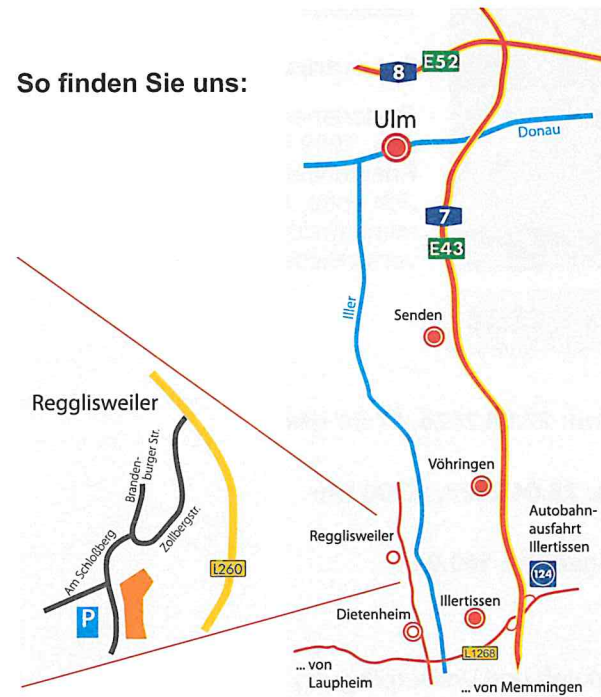 So finden Sie uns:
8
E52
Ulm
Donau
7
E43
Iller
Senden
Vöhringen
Autobahn-
ausfahrt
Illertissen
124
Regglisweiler
Dietenheim
Illertissen
L1268
... von
Laupheim
... von Memmingen
Regglisweiler
Branden-
burger Str.
Zollbergstr.
Am Schloßberg
L260
P